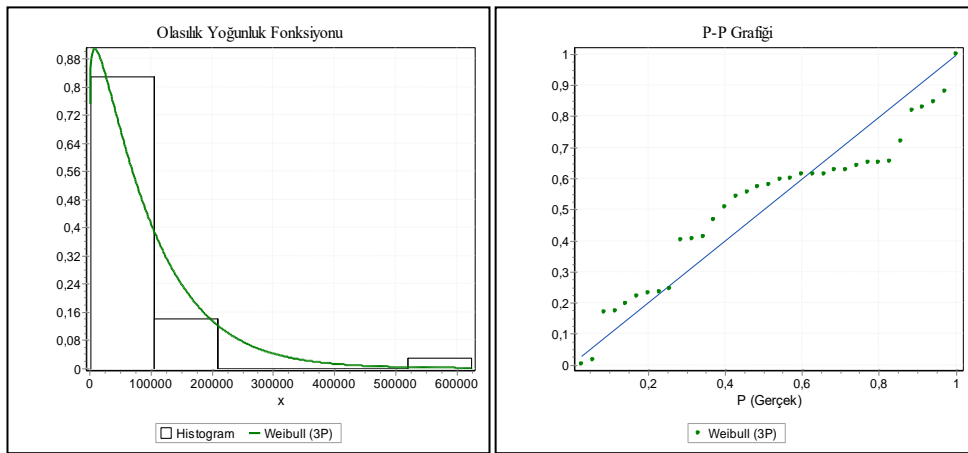 Olasılık Yoğunluk Fonksiyonu
0,88
0,8
0,72
0,64
0,56
0,48
0,4
0,32
0,24
0,16
0,08
0
0 100000 200000 300000 400000 500000 600000
x
Histogram Weibull (3P)
P-P Grafiği
1
0,9
0,8
0,7
0,6
0,5
0,4
0,3
0,2
0,1
0
0,2 0,4 0,6 0,8 1
P (Gerçek)
Weibull (3P)